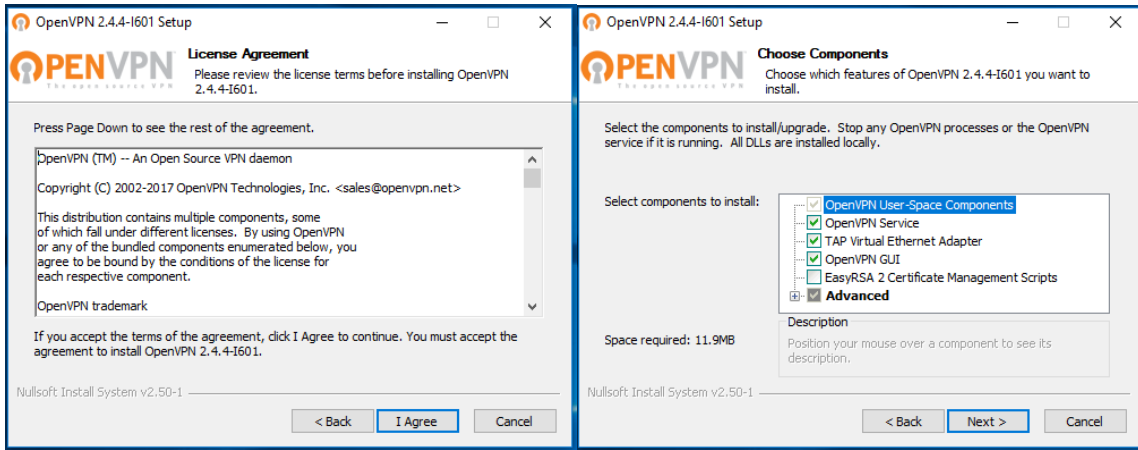 OpenVPN 2.4.4-I601 Setup
OPENVPN
The open source VPN
License Agreement
Please review the license terms before installing OpenVPN
2.4.4-I601.
Press Page Down to see the rest of the agreement.
OpenVPN (TM) -- An Open Source VPN daemon
Copyright (C) 2002-2017 OpenVPN Technologies, Inc. <sales@openvpn.net>
This distribution contains multiple components, some
of which fall under different licenses.  By using OpenVPN
or any of the bundled components enumerated below, you
agree to be bound by the conditions of the license for
each respective component.
OpenVPN trademark
If you accept the terms of the agreement, click I Agree to continue. You must accept the
agreement to install OpenVPN 2.4.4-I601.
Nullsoft Install System v2.50-1
< Back
I Agree
Cancel
OpenVPN 2.4.4-I601 Setup
OPENVPN
The open source VPN
Choose Components
Choose which features of OpenVPN 2.4.4-I601 you want to
install.
Select the components to install/upgrade.  Stop any OpenVPN processes or the OpenVPN
service if it is running.  All DLLs are installed locally.
Select components to install:
OpenVPN User-Space Components
OpenVPN Service
TAP Virtual Ethernet Adapter
OpenVPN GUI
EasyRSA 2 Certificate Management Scripts
Advanced
Space required: 11.9MB
Description
Position your mouse over a component to see its
description.
Nullsoft Install System v2.50-1
< Back
Next >
Cancel